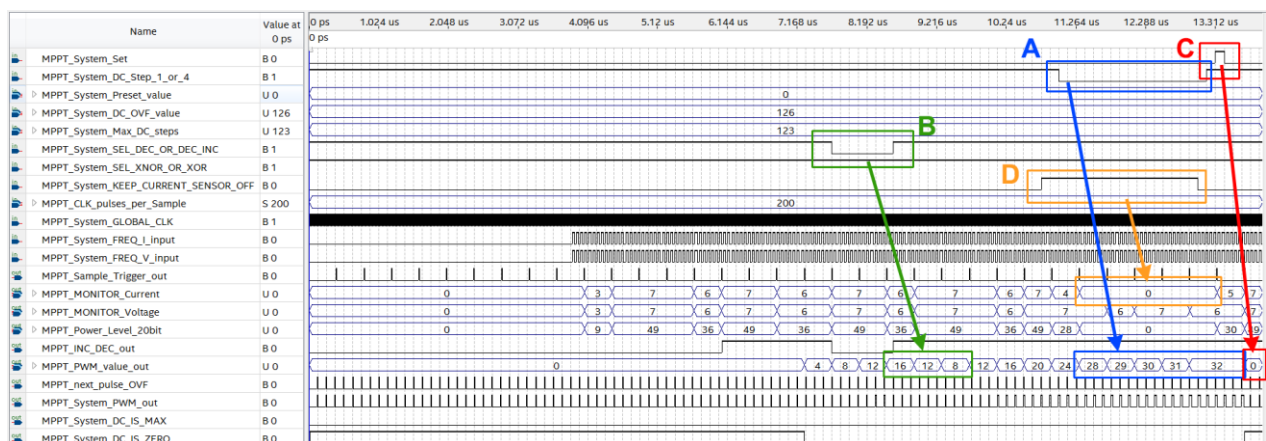 Name Value at 0 ps
0 ps 1.024 us 2.048 us 3.072 us 4.096 us 5.12 us 6.144 us 7.168 us 8.192 us 9.216 us 10.24 us 11.264 us 12.288 us 13.312 us
0 ps
A C
MPPT_System_Set B 0
MPPT_System_DC_Step_1_or_4 B 1
MPPT_System_Preset_value U 0 0
MPPT_System_DC_OVF_value U 126 126
MPPT_System_Max_DC_steps U 123 123
B
MPPT_System_SEL_DEC_OR_DEC_INC B 1
MPPT_System_SEL_XNOR_OR_XOR B 1
D
MPPT_System_KEEP_CURRENT_SENSOR_OFF B 0
MPPT_CLK_pulses_per_Sample S 200 200
MPPT_System_GLOBAL_CLK B 1
MPPT_System_FREQ_I_input B 0
MPPT_System_FREQ_V_input B 0
MPPT_Sample_Trigger_out B 0
MPPT_MONITOR_Current U 0 0 3 7 6 7 6 7 6 7 6 7 4 0 5 7
MPPT_MONITOR_Voltage U 0 0 3 7 6 7 6 7 6 7 6 7 6 7 6 7
MPPT_Power_Level_20bit U 0 0 9 49 36 49 36 49 36 49 36 49 28 0 30
MPPT_INC_DEC_out B 0
MPPT_PWM_value_out U 0 0 4 8 12 16 12 8 12 16 20 24 28 29 30 31 32 0
MPPT_next_pulse_OVF B 0
MPPT_System_PWM_out B 0
MPPT_System_DC_IS_MAX B 0
MPPT_System_DC_IS_ZERO B 0